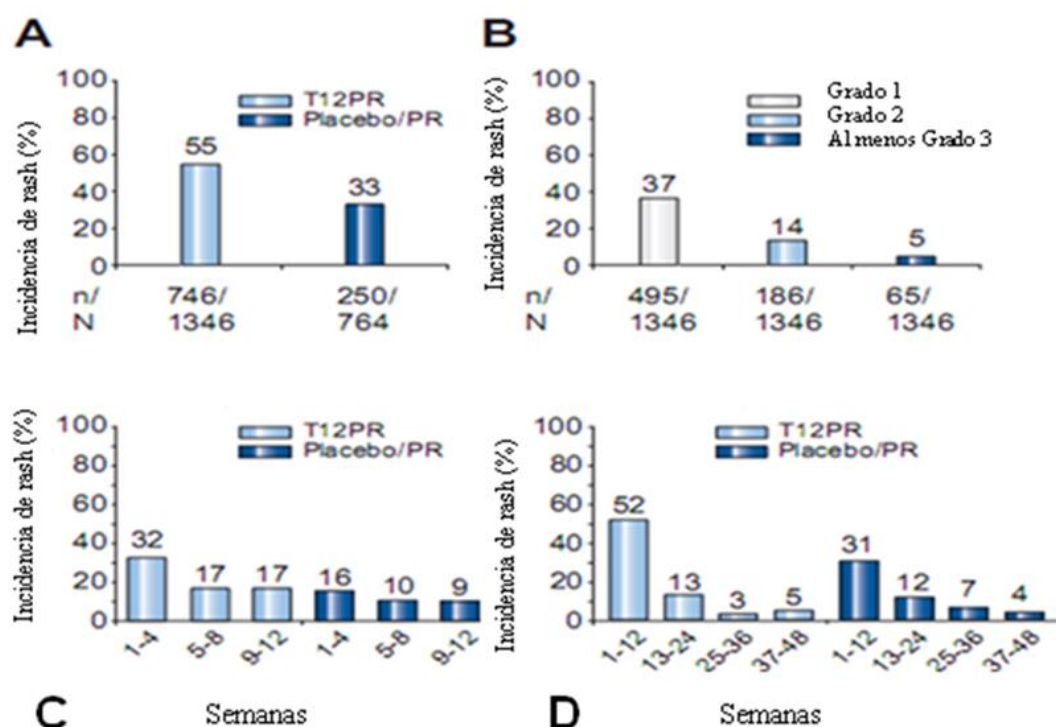 A
Incidencia de rash (%)
100
80
60
40
20
0
T12PR
Placebo/PR
55
33
n/
N
746/
1346
250/
764
B
Incidencia de rash (%)
100
80
60
40
20
0
Grado 1
Grado 2
Al menos Grado 3
37
14
5
n/
N
495/
1346
186/
1346
65/
1346
Incidencia de rash (%)
100
80
60
40
20
0
T12PR
Placebo/PR
32
17
17
16
10
9
1-4
5-8
9-12
1-4
5-8
9-12
C
Semanas
Incidencia de rash (%)
100
80
60
40
20
0
T12PR
Placebo/PR
52
13
3
5
31
12
7
4
1-12
13-24
25-36
37-48
1-12
13-24
25-36
37-48
D
Semanas